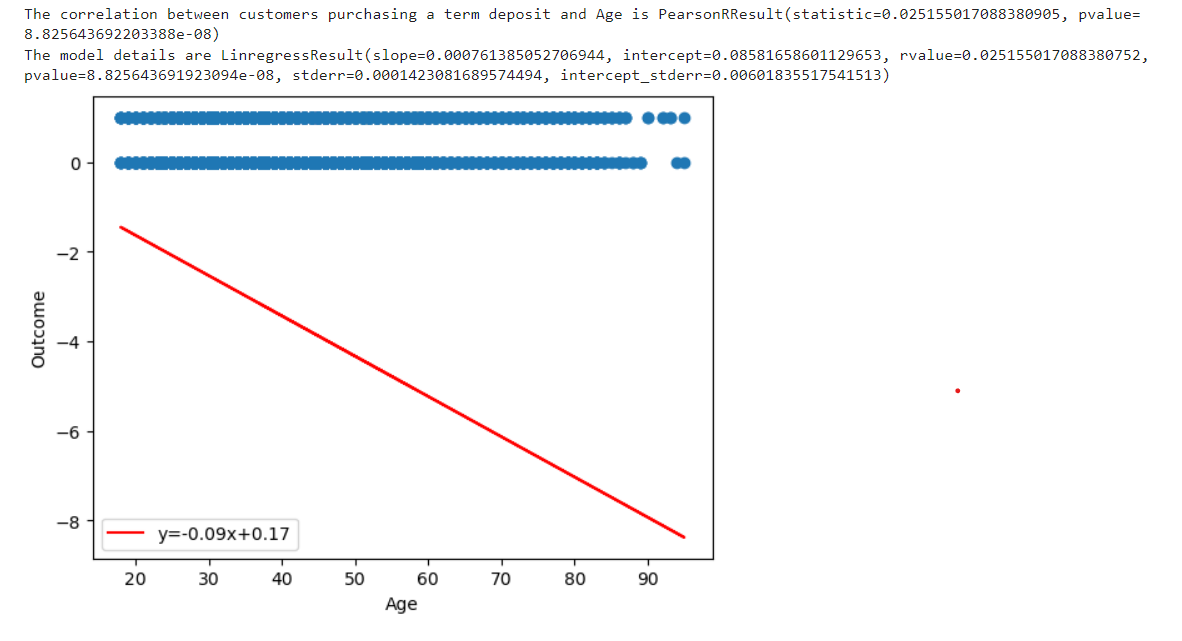 The correlation between customers purchasing a term deposit and Age is PearsonRResult(statistic=0.025155017088380905, pvalue=
8.825643692203388e-08)
The model details are LinregressResult(slope=0.000761385052706944, intercept=0.08581658601129653, rvalue=0.025155017088380752,
pvalue=8.825643691923094e-08, stderr=0.0001423081689574494, intercept_stderr=0.00601835517541513)
0
−2
−4
−6
−8
Outcome
y=-0.09x+0.17
20 30 40 50 60 70 80 90
Age